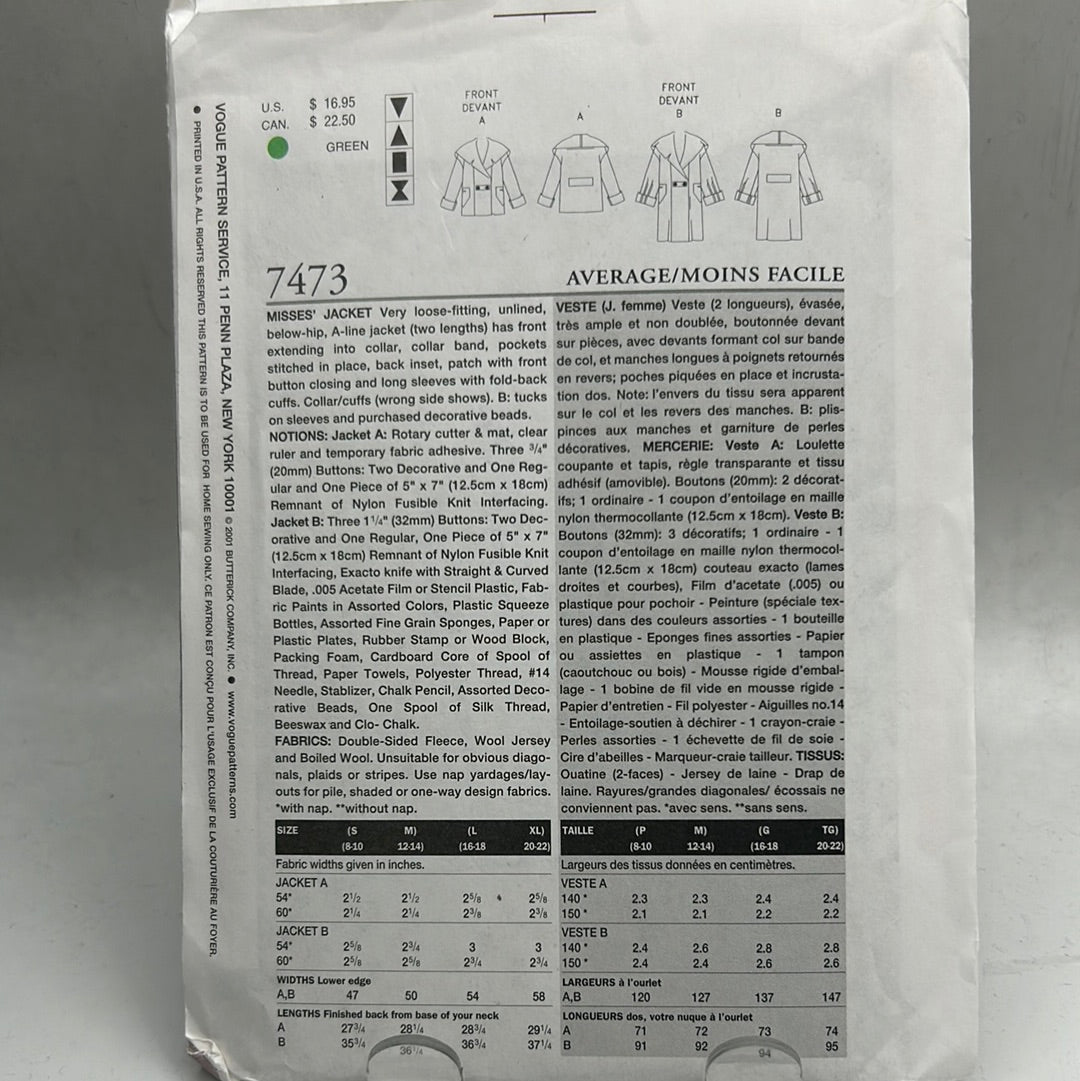 U.S. $ 16.95
CAN. $ 22.50
GREEN
FRONT
DEVANT
A
A
FRONT
DEVANT
B
B
7473
AVERAGE/MOINS FACILE
MISSES' JACKET Very loose-fitting, unlined,
below-hip, A-line jacket (two lengths) has front
extending into collar, collar band, pockets
stitched in place, back inset, patch with front
button closing and long sleeves with fold-back
cuffs. Collar/cuffs (wrong side shows). B: tucks
on sleeves and purchased decorative beads.
NOTIONS: Jacket A: Rotary cutter & mat, clear
ruler and temporary fabric adhesive. Three 3/4"
(20mm) Buttons: Two Decorative and One Reg-
ular and One Piece of 5" x 7" (12.5cm x 18cm)
Remnant of Nylon Fusible Knit Interfacing.
Jacket B: Three 1 1/4" (32mm) Buttons: Two Dec-
orative and One Regular, One Piece of 5" x 7"
(12.5cm x 18cm) Remnant of Nylon Fusible Knit
Interfacing, Exacto knife with Straight & Curved
Blade, .005 Acetate Film or Stencil Plastic, Fab-
ric Paints in Assorted Colors, Plastic Squeeze
Bottles, Assorted Fine Grain Sponges, Paper or
Plastic Plates, Rubber Stamp or Wood Block,
Packing Foam, Cardboard Core of Spool of
Thread, Paper Towels, Polyester Thread, #14
Needle, Stablizer, Chalk Pencil, Assorted Deco-
rative Beads, One Spool of Silk Thread,
Beeswax and Clo- Chalk.
FABRICS: Double-Sided Fleece, Wool Jersey
and Boiled Wool. Unsuitable for obvious diago-
nals, plaids or stripes. Use nap yardages/lay-
outs for pile, shaded or one-way design fabrics.
*with nap. **without nap.
VESTE (J. femme) Veste (2 longueurs), évasée,
très ample et non doublée, boutonnée devant
sur pièces, avec devants formant col sur bande
de col, et manches longues à poignets retournés
en revers; poches piquées en place et incrusta-
tion dos. Note: l'envers du tissu sera apparent
sur le col et les revers des manches. B: plis-
pinces aux manches et garniture de perles
décoratives. MERCERIE: Veste A: Loulette
coupante et tapis, règle transparante et tissu
adhésif (amovible). Boutons (20mm): 2 décorat-
ifs; 1 ordinaire - 1 coupon d'entoilage en maille
nylon thermocollante (12.5cm x 18cm). Veste B:
Boutons (32mm): 3 décoratifs; 1 ordinaire - 1
coupon d'entoilage en maille nylon thermocol-
lante (12.5cm x 18cm) couteau exacto (lames
droites et courbes), Film d'acetate (.005) ou
plastique pour pochoir - Peinture (spéciale tex-
tures) dans des couleurs assorties - 1 bouteille
en plastique - Eponges fines assorties - Papier
ou assiettes en plastique - 1 tampon
(caoutchouc ou bois) - Mousse rigide d'embal-
lage - 1 bobine de fil vide en mousse rigide -
Papier d'entretien - Fil polyester - Aiguilles no.14
- Entoilage-soutien à déchirer - 1 crayon-craie -
Perles assorties - 1 échevette de fil de soie -
Cire d'abeilles - Marqueur-craie tailleur. TISSUS:
Ouatine (2-faces) - Jersey de laine - Drap de
laine. Rayures/grandes diagonales/ écossais ne
conviennent pas. *avec sens. **sans sens.
SIZE (S M) (L XL)
(8-10 12-14) (16-18 20-22)
Fabric widths given in inches.
JACKET A
54* 2 1/2 2 1/2 2 5/8 2 5/8
60* 2 1/4 2 1/4 2 3/8 2 3/8
JACKET B
54* 2 5/8 2 3/4 3 3
60* 2 5/8 2 5/8 2 3/4 2 3/4
WIDTHS Lower edge
A,B 47 50 54 58
LENGTHS Finished back from base of your neck
A 27 3/4 28 1/4 28 3/4 29 1/4
B 35 3/4 36 1/4 36 3/4 37 1/4
TAILLE (P M) (G TG)
(8-10 12-14) (16-18 20-22)
Largeurs des tissus données en centimètres.
VESTE A
140 * 2.3 2.3 2.4 2.4
150 * 2.1 2.1 2.2 2.2
VESTE B
140 * 2.4 2.6 2.8 2.8
150 * 2.4 2.4 2.6 2.6
LARGEURS à l'ourlet
A,B 120 127 137 147
LONGUEURS dos, votre nuque à l'ourlet
A 71 72 73 74
B 91 92 94 95
VOGUE PATTERN SERVICE, 11 PENN PLAZA, NEW YORK 10001 © 2001 BUTTERICK COMPANY, INC. ● www.voguepatterns.com
● PRINTED IN U.S.A. ALL RIGHTS RESERVED THIS PATTERN IS TO BE USED FOR HOME SEWING ONLY. CE PATRON EST CONÇU POUR L'USAGE EXCLUSIF DE LA COUTURIÈRE AU FOYER.